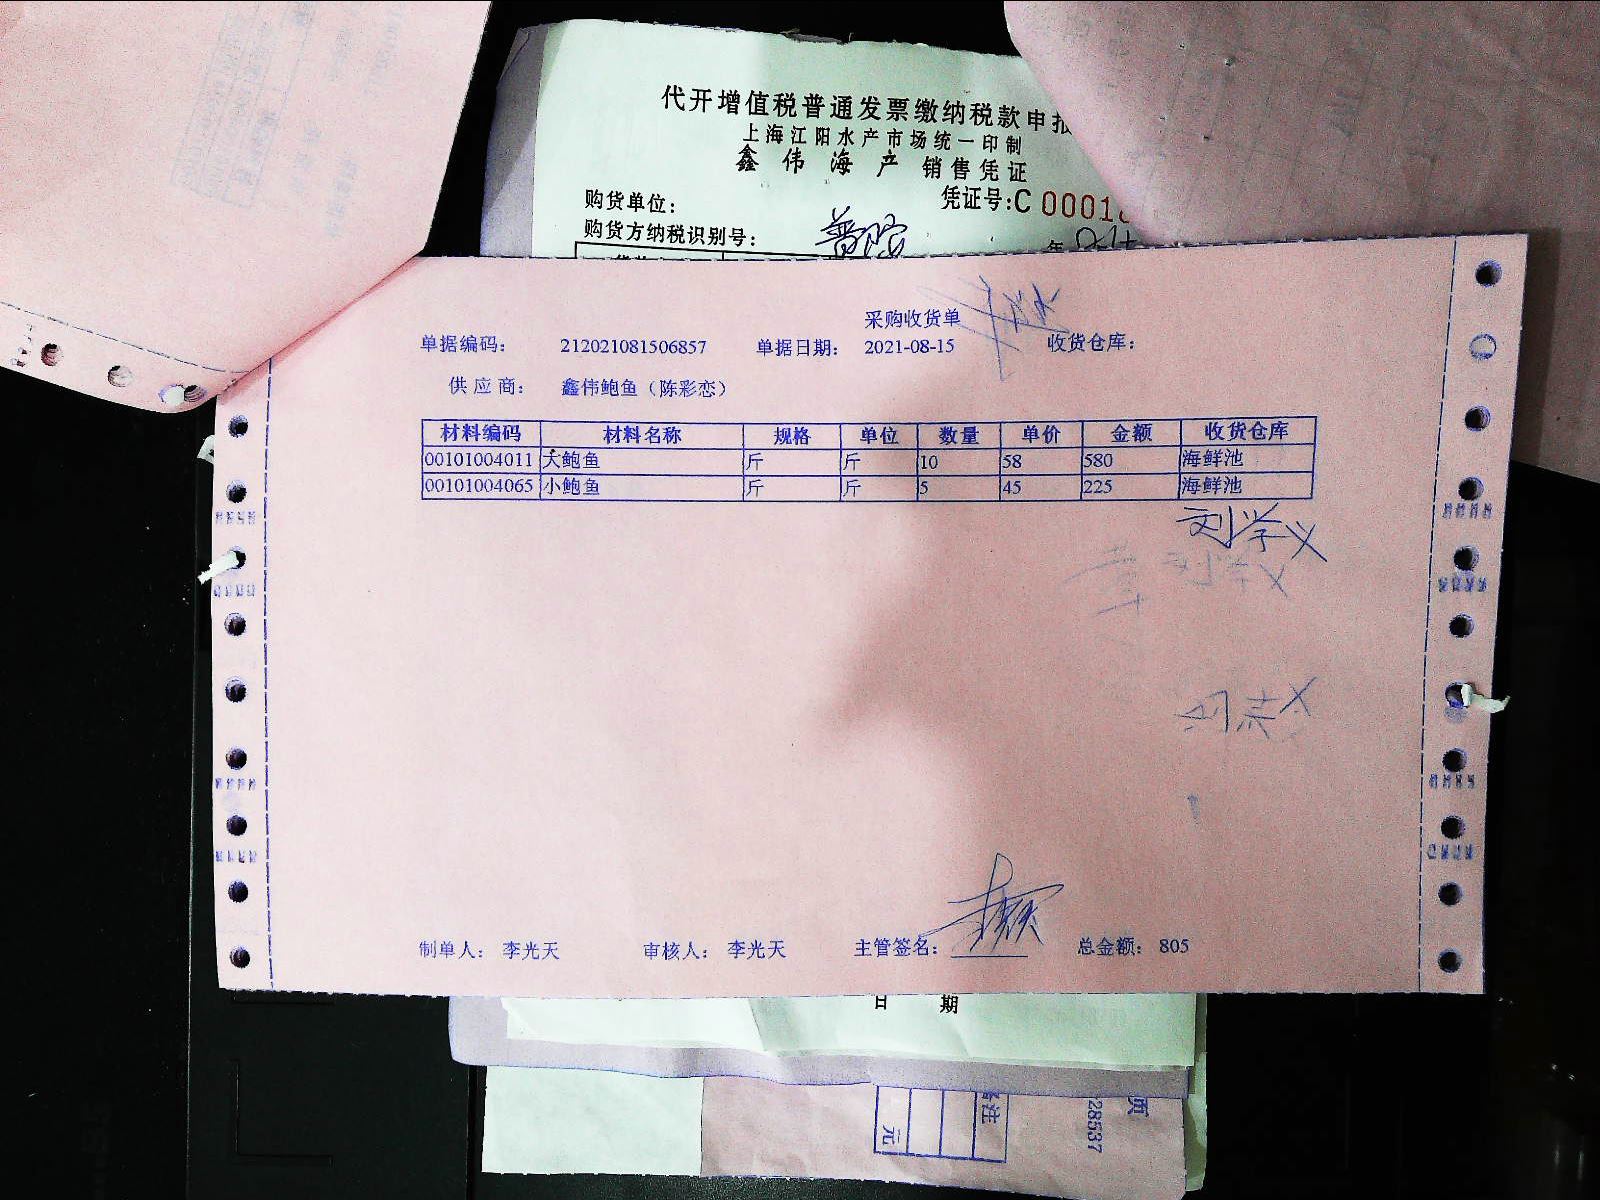 代开增值税普通发票缴纳税款申报
上海江阳水产市场统一印制
鑫伟海产 销售凭证
购货单位： 凭证号:C 00018
购货方纳税识别号： 普陀 年
采购收货单
单据编码： 212021081506857 单据日期： 2021-08-15 收货仓库：
供应商： 鑫伟鲍鱼（陈彩恋）
材料编码 材料名称 规格 单位 数量 单价 金额 收货仓库
00101004011 大鲍鱼 斤 斤 10 58 580 海鲜池
00101004065 小鲍鱼 斤 斤 5 45 225 海鲜池
刘学义
制单人： 李光天 审核人： 李光天 主管签名： 总金额： 805
日 期
备注
元
28537